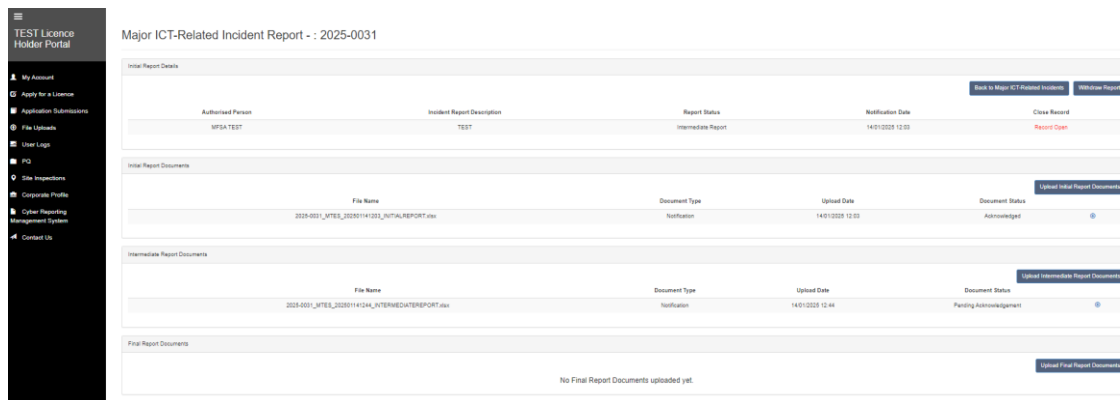 TEST Licence
Holder Portal
My Account
Apply for a Licence
Application Submissions
File Uploads
User Logs
PQ
Site Inspections
Corporate Profile
Cyber Reporting
Management System
Contact Us
Major ICT-Related Incident Report - : 2025-0031
Initial Report Details
Back to Major ICT-Related Incidents Withdraw Report
Authorised Person Incident Report Description Report Status Notification Date Close Record
MFSA TEST TEST Intermediate Report 14/01/2025 12:03 Record Open
Initial Report Documents
Upload Initial Report Documents
File Name Document Type Upload Date Document Status
2025-0031_MTES_202501141203_INITIALREPORT.xlsx Notification 14/01/2025 12:03 Acknowledged
Intermediate Report Documents
Upload Intermediate Report Documents
File Name Document Type Upload Date Document Status
2025-0031_MTES_202501141244_INTERMEDIATEREPORT.xlsx Notification 14/01/2025 12:44 Pending Acknowledgement
Final Report Documents
Upload Final Report Documents
No Final Report Documents uploaded yet.